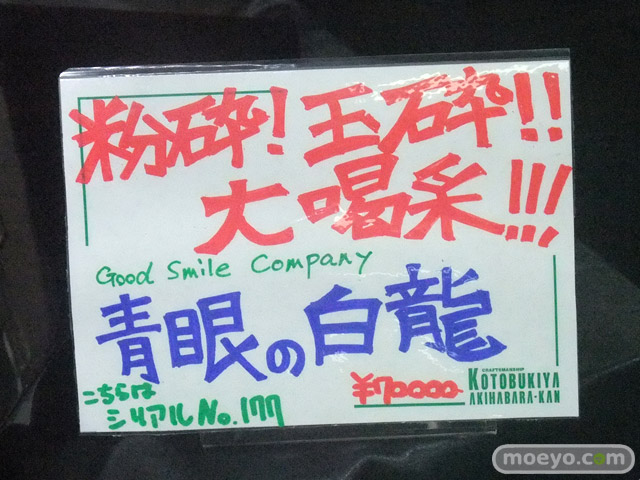 粉砕!玉砕!!
大喝采!!!
Good Smile Company
青眼の白龍
¥70000
CRAFTSMANSHIP
KOTOBUKIYA
AKIHABARA-KAN
こちらは
シリアルNo.177
moeyo.com